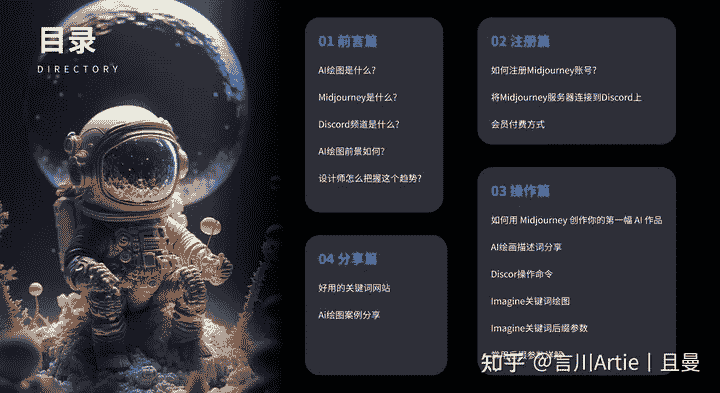 目录
DIRECTORY
01 前言篇
AI绘图是什么?
Midjourney是什么?
Discord频道是什么?
AI绘图前景如何?
设计师怎么把握这个趋势?
02 注册篇
如何注册Midjourney账号?
将Midjourney服务器连接到Discord上
会员付费方式
03 操作篇
如何用 Midjourney 创作你的第一幅 AI 作品
AI绘画描述词分享
Discor操作命令
Imagine关键词绘图
Imagine关键词后缀参数
04 分享篇
好用的关键词网站
Ai绘图案例分享
知乎 @言川Artie丨且曼